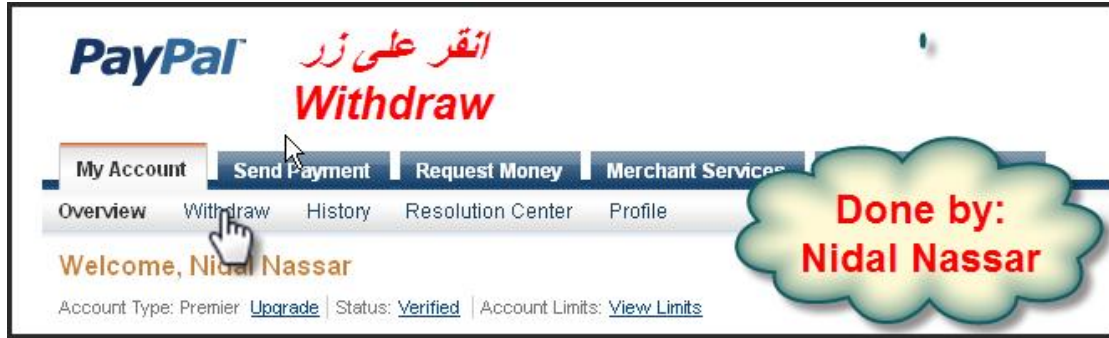 PayPal
انقر على زر
Withdraw
My Account Send Payment Request Money Merchant Services
Overview Withdraw History Resolution Center Profile
Done by:
Nidal Nassar
Welcome, Nidal Nassar
Account Type: Premier Upgrade Status: Verified Account Limits: View Limits